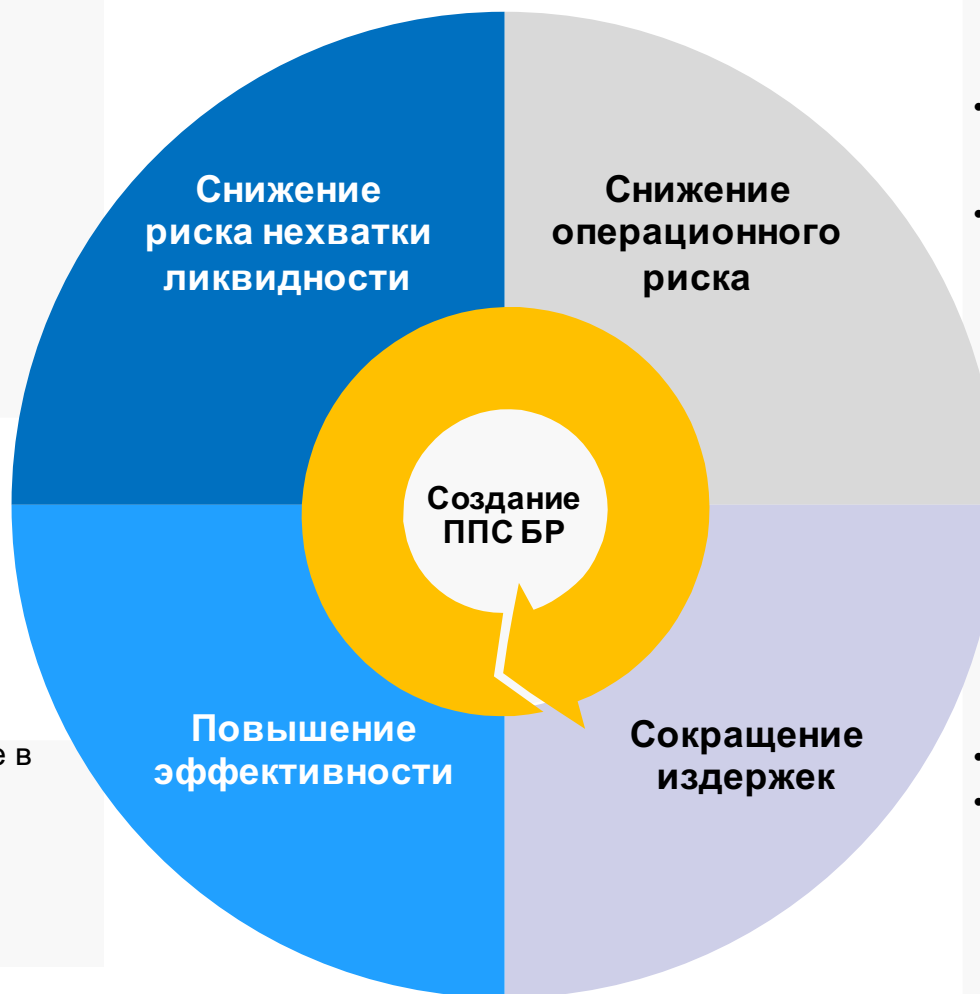 Снижение
риска нехватки
ликвидности
Снижение
операционного
риска
Создание
ППС БР
Повышение
эффективности
Сокращение
издержек
е в